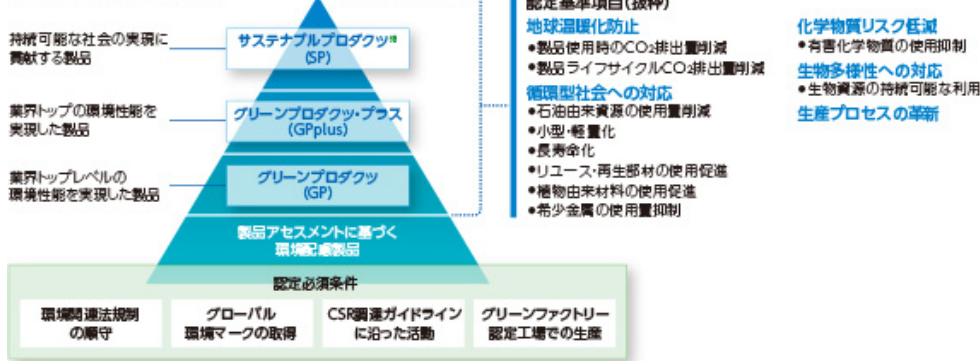 持続可能な社会の実現に
貢献する製品
サステナブルプロダクツ※
(SP)
業界トップの環境性能を
実現した製品
グリーンプロダクツ・プラス
(GPplus)
業界トップレベルの
環境性能を実現した製品
グリーンプロダクツ
(GP)
製品アセスメントに基づく
環境配慮製品
認定基準項目(抜粋)
地球温暖化防止
●製品使用時のCO₂排出量削減
●製品ライフサイクルCO₂排出量削減
循環型社会への対応
●石油由来資源の使用量削減
●小型・軽量化
●長寿命化
●リユース・再生部材の使用促進
●植物由来材料の使用促進
●希少金属の使用量抑制
化学物質リスク低減
●有害化学物質の使用抑制
生物多様性への対応
●生物資源の持続可能な利用
生産プロセスの革新
認定必須条件
環境関連法規制
の順守
グローバル
環境マークの取得
CSR調達ガイドライン
に沿った活動
グリーンファクトリー
認定工場での生産